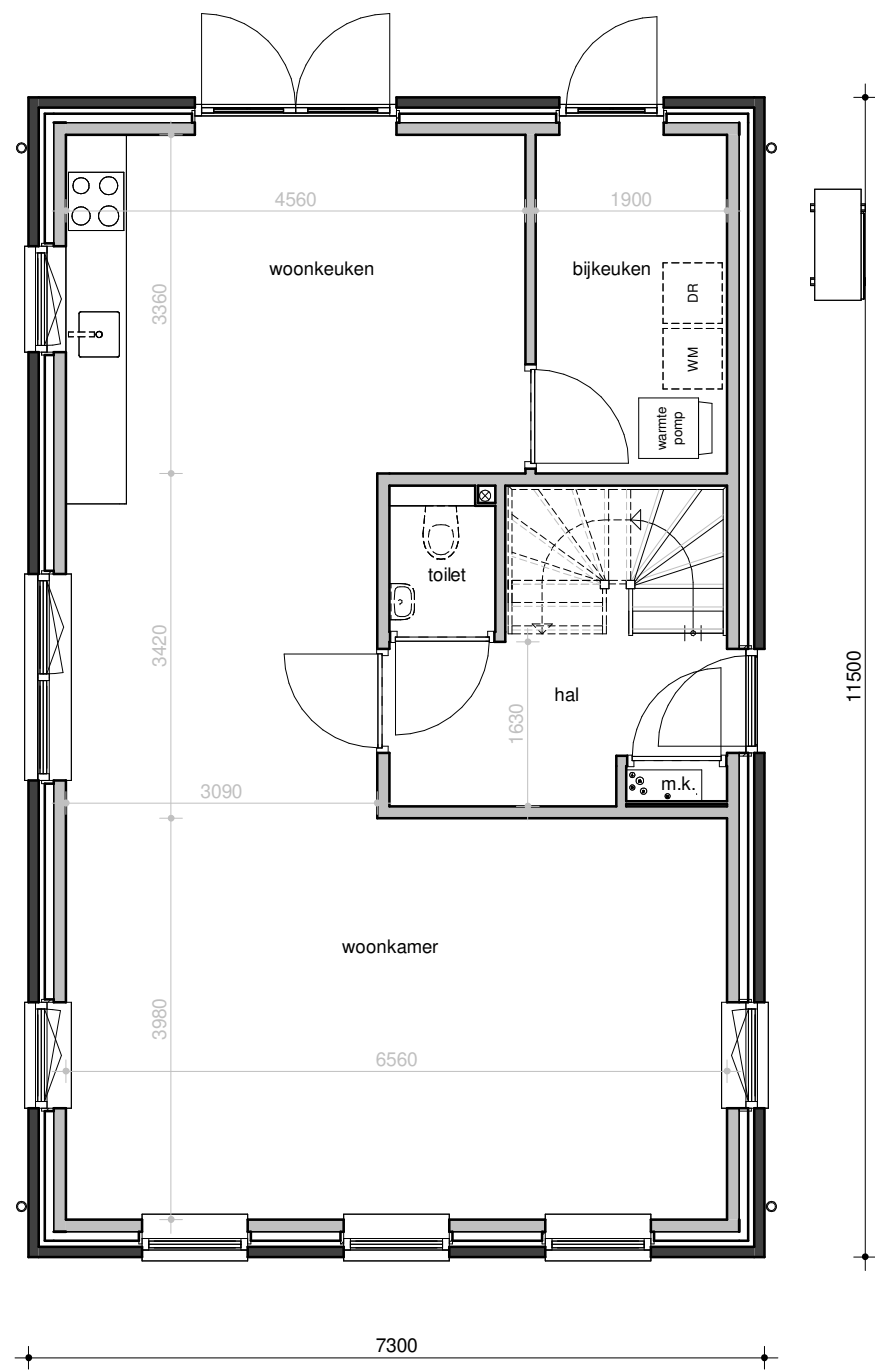 4560
1900
woonkeuken
bijkeuken
3360
DR
WM
warmte
pomp
toilet
3420
hal
1630
11500
m.k.
3090
woonkamer
3980
6560
7300